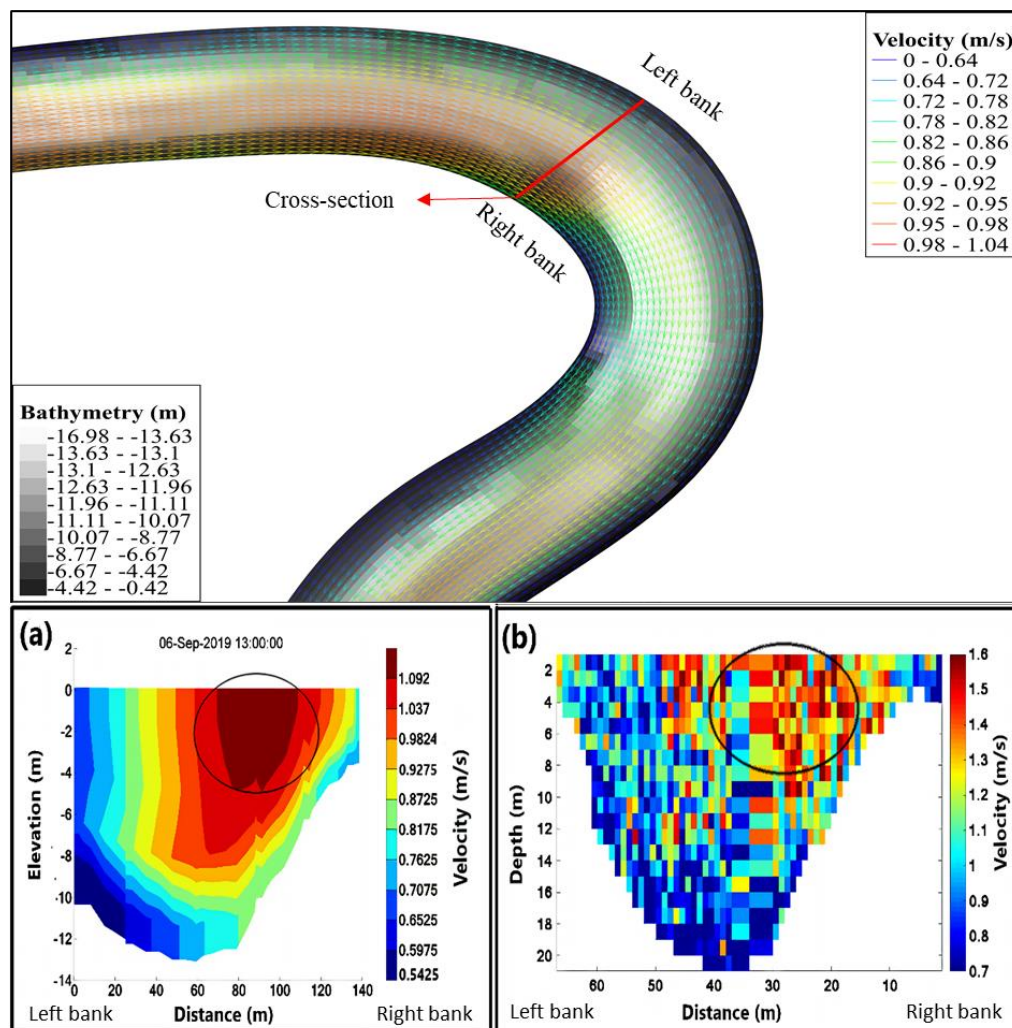 Velocity (m/s)
0 - 0.64
0.64 - 0.72
0.72 - 0.78
0.78 - 0.82
0.82 - 0.86
0.86 - 0.9
0.9 - 0.92
0.92 - 0.95
0.95 - 0.98
0.98 - 1.04
Left bank
Cross-section
Right bank
Bathymetry (m)
-16.98 - -13.63
-13.63 - -13.1
-13.1 - -12.63
-12.63 - -11.96
-11.96 - -11.11
-11.11 - -10.07
-10.07 - -8.77
-8.77 - -6.67
-6.67 - -4.42
-4.42 - -0.42
(a)
06-Sep-2019 13:00:00
2
0
-2
-4
-6
-8
-10
-12
-14
Elevation (m)
0 20 40 60 80 100 120 140
Left bank Distance (m) Right bank
1.092
1.037
0.9824
0.9275
0.8725
0.8175
0.7625
0.7075
0.6525
0.5975
0.5425
Velocity (m/s)
(b)
2
4
6
8
10
12
14
16
18
20
Depth (m)
60 50 40 30 20 10
Left bank Distance (m) Right bank
1.6
1.5
1.4
1.3
1.2
1.1
1
0.9
0.8
0.7
Velocity (m/s)